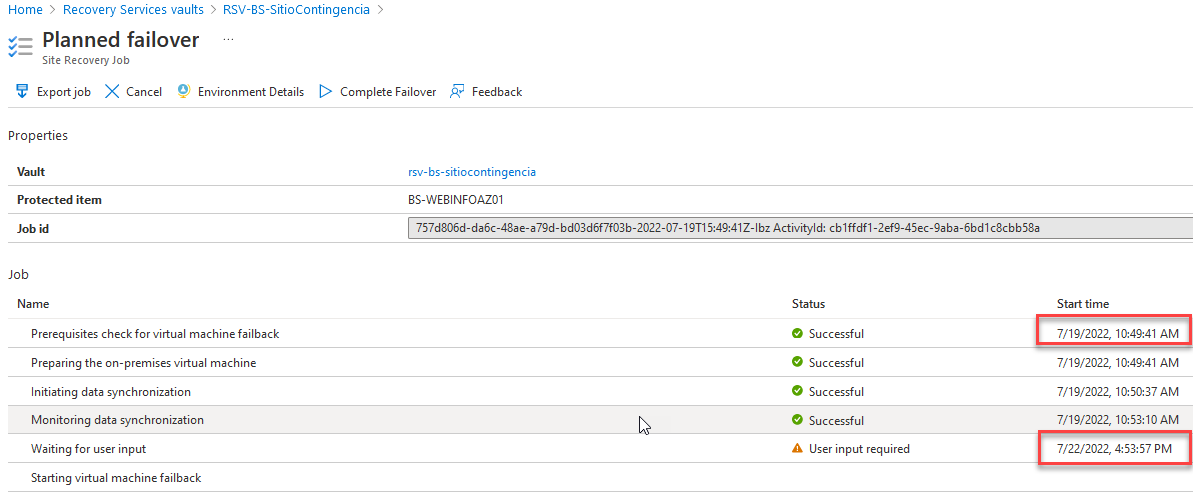 Home > Recovery Services vaults > RSV-BS-SitioContingencia >
Planned failover ...
Site Recovery Job
Export job Cancel Environment Details Complete Failover Feedback
Properties
Vault rsv-bs-sitiocontingencia
Protected item BS-WEBINFOAZ01
Job id 757d806d-da6c-48ae-a79d-bd03d6f7f03b-2022-07-19T15:49:41Z-Ibz ActivityId: cb1ffdf1-2ef9-45ec-9aba-6bd1c8cbb58a
Job
Name Status Start time
Prerequisites check for virtual machine failback Successful 7/19/2022, 10:49:41 AM
Preparing the on-premises virtual machine Successful 7/19/2022, 10:49:41 AM
Initiating data synchronization Successful 7/19/2022, 10:50:37 AM
Monitoring data synchronization Successful 7/19/2022, 10:53:10 AM
Waiting for user input User input required 7/22/2022, 4:53:57 PM
Starting virtual machine failback